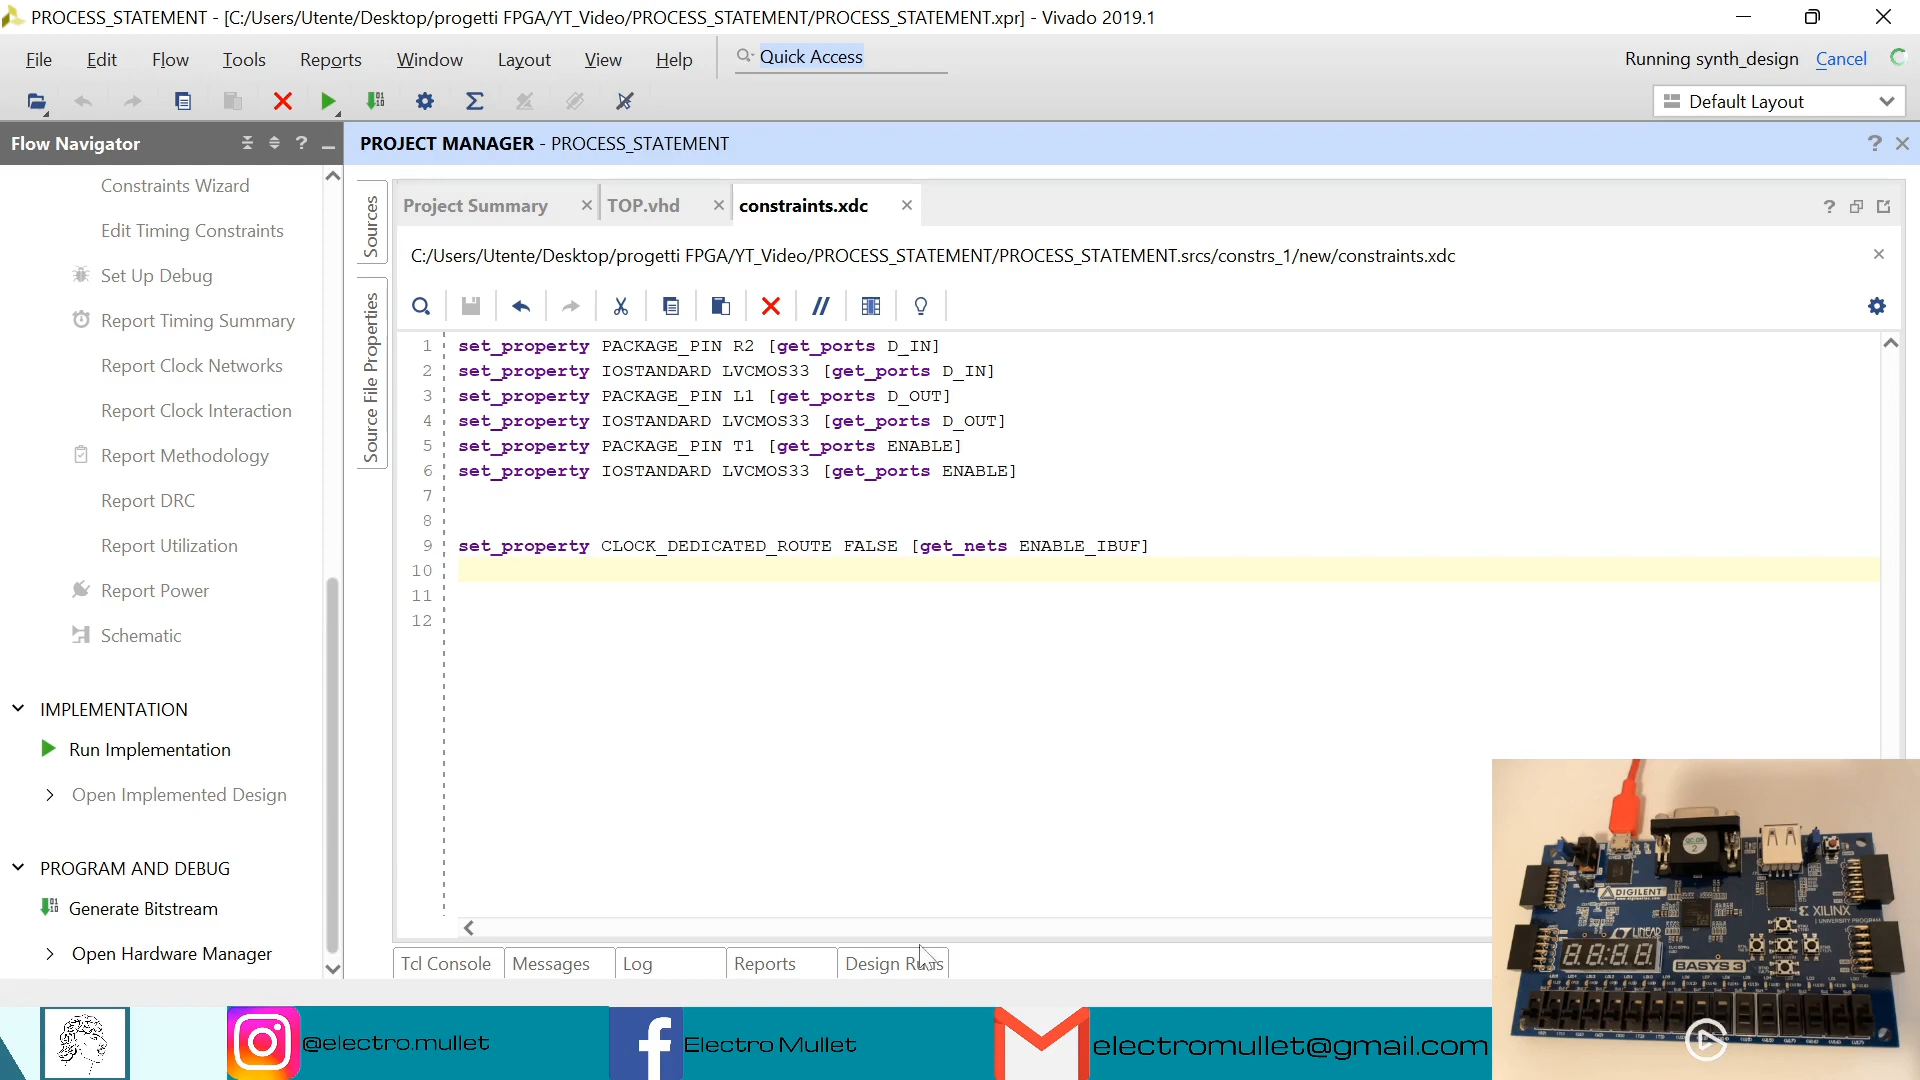 PROCESS_STATEMENT - [C:/Users/Utente/Desktop/progetti FPGA/YT_Video/PROCESS_STATEMENT/PROCESS_STATEMENT.xpr] - Vivado 2019.1
File Edit Flow Tools Reports Window Layout View Help Quick Access
Running synth_design Cancel
Default Layout
Flow Navigator
PROJECT MANAGER - PROCESS_STATEMENT
Constraints Wizard
Edit Timing Constraints
Set Up Debug
Report Timing Summary
Report Clock Networks
Report Clock Interaction
Report Methodology
Report DRC
Report Utilization
Report Power
Schematic
IMPLEMENTATION
Run Implementation
Open Implemented Design
PROGRAM AND DEBUG
Generate Bitstream
Open Hardware Manager
Sources
Source File Properties
Project Summary TOP.vhd constraints.xdc
C:/Users/Utente/Desktop/progetti FPGA/YT_Video/PROCESS_STATEMENT/PROCESS_STATEMENT.srcs/constrs_1/new/constraints.xdc
1 set_property PACKAGE_PIN R2 [get_ports D_IN]
2 set_property IOSTANDARD LVCMOS33 [get_ports D_IN]
3 set_property PACKAGE_PIN L1 [get_ports D_OUT]
4 set_property IOSTANDARD LVCMOS33 [get_ports D_OUT]
5 set_property PACKAGE_PIN T1 [get_ports ENABLE]
6 set_property IOSTANDARD LVCMOS33 [get_ports ENABLE]
7
8
9 set_property CLOCK_DEDICATED_ROUTE FALSE [get_nets ENABLE_IBUF]
10
11
12
Tcl Console Messages Log Reports Design Runs
DIGILENT
XILINX
UNIVERSITY PROGRAM
LINEAR
BASYS 3
@electro.mullet
Electro Mullet
electromullet@gmail.com